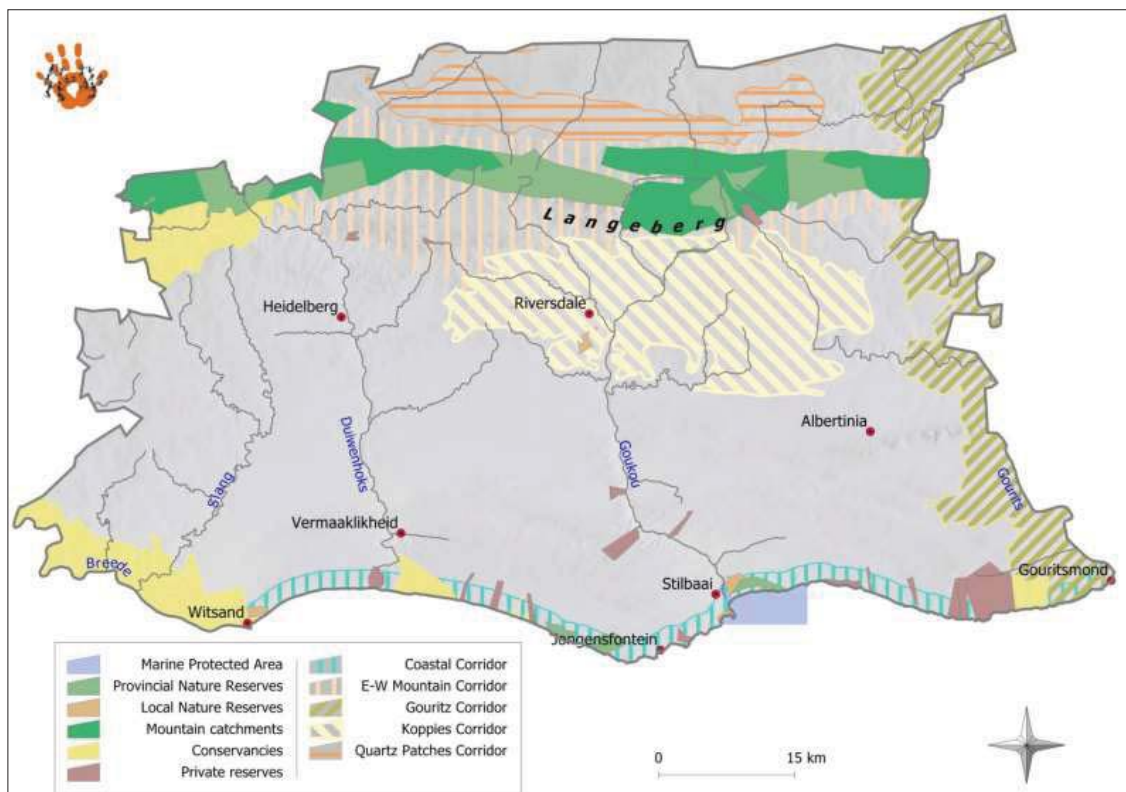 Langeberg
Heidelberg
Riversdale
Albertinia
Duiwenhoks
Goukou
Slang
Gourits
Vermaaklikheid
Breede
Stilbaai
Gouritsmond
Witsand
Jongensfontein
Marine Protected Area
Provincial Nature Reserves
Local Nature Reserves
Mountain catchments
Conservancies
Private reserves
Coastal Corridor
E-W Mountain Corridor
Gouritz Corridor
Koppies Corridor
Quartz Patches Corridor
0 15 km